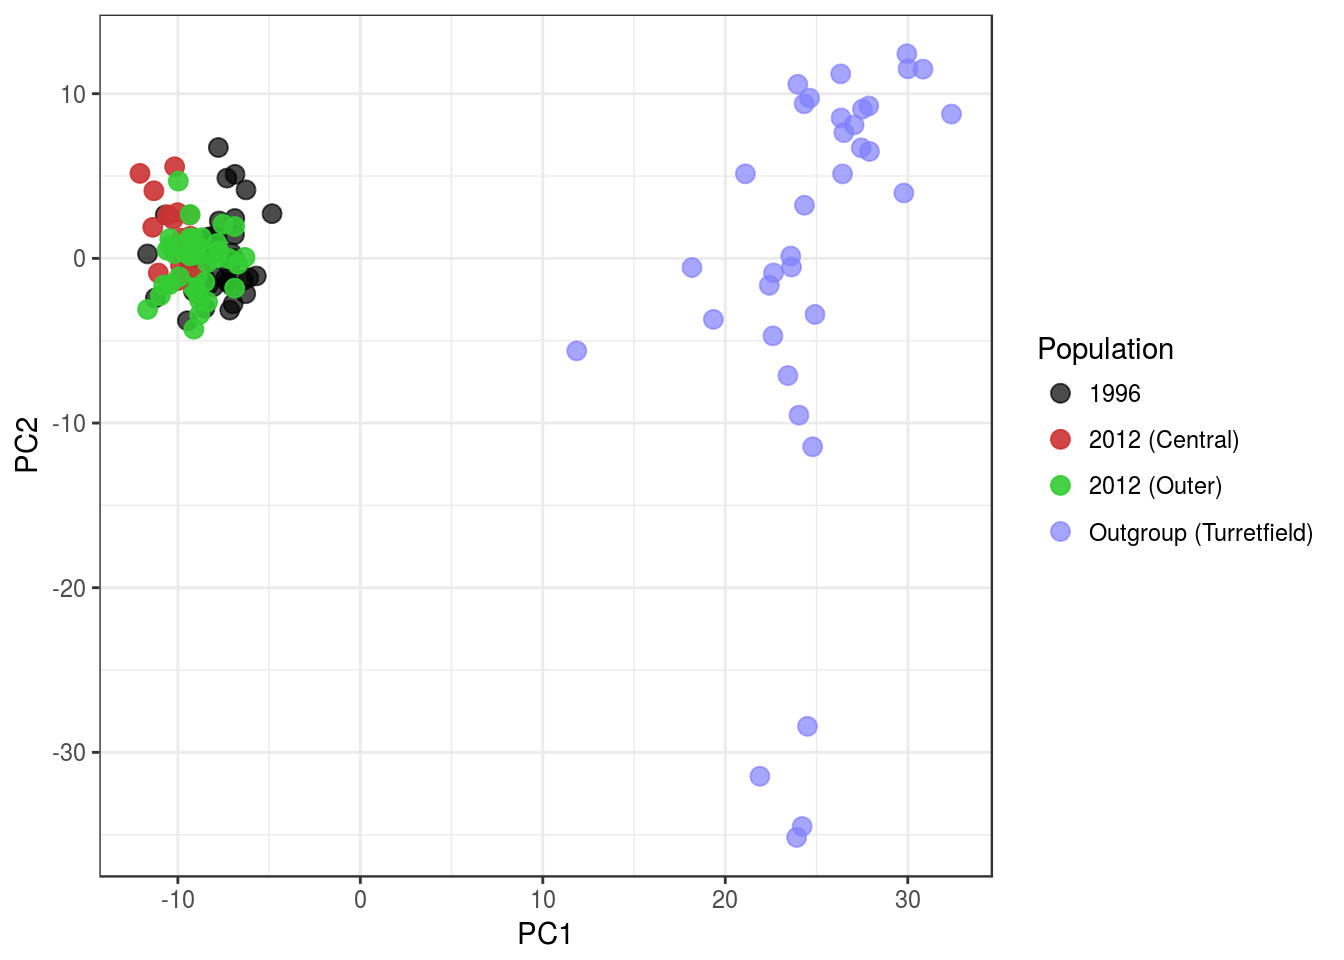 10
0
-10
-20
-30
PC2
-10
0
10
20
30
PC1
Population
1996
2012 (Central)
2012 (Outer)
Outgroup (Turretfield)